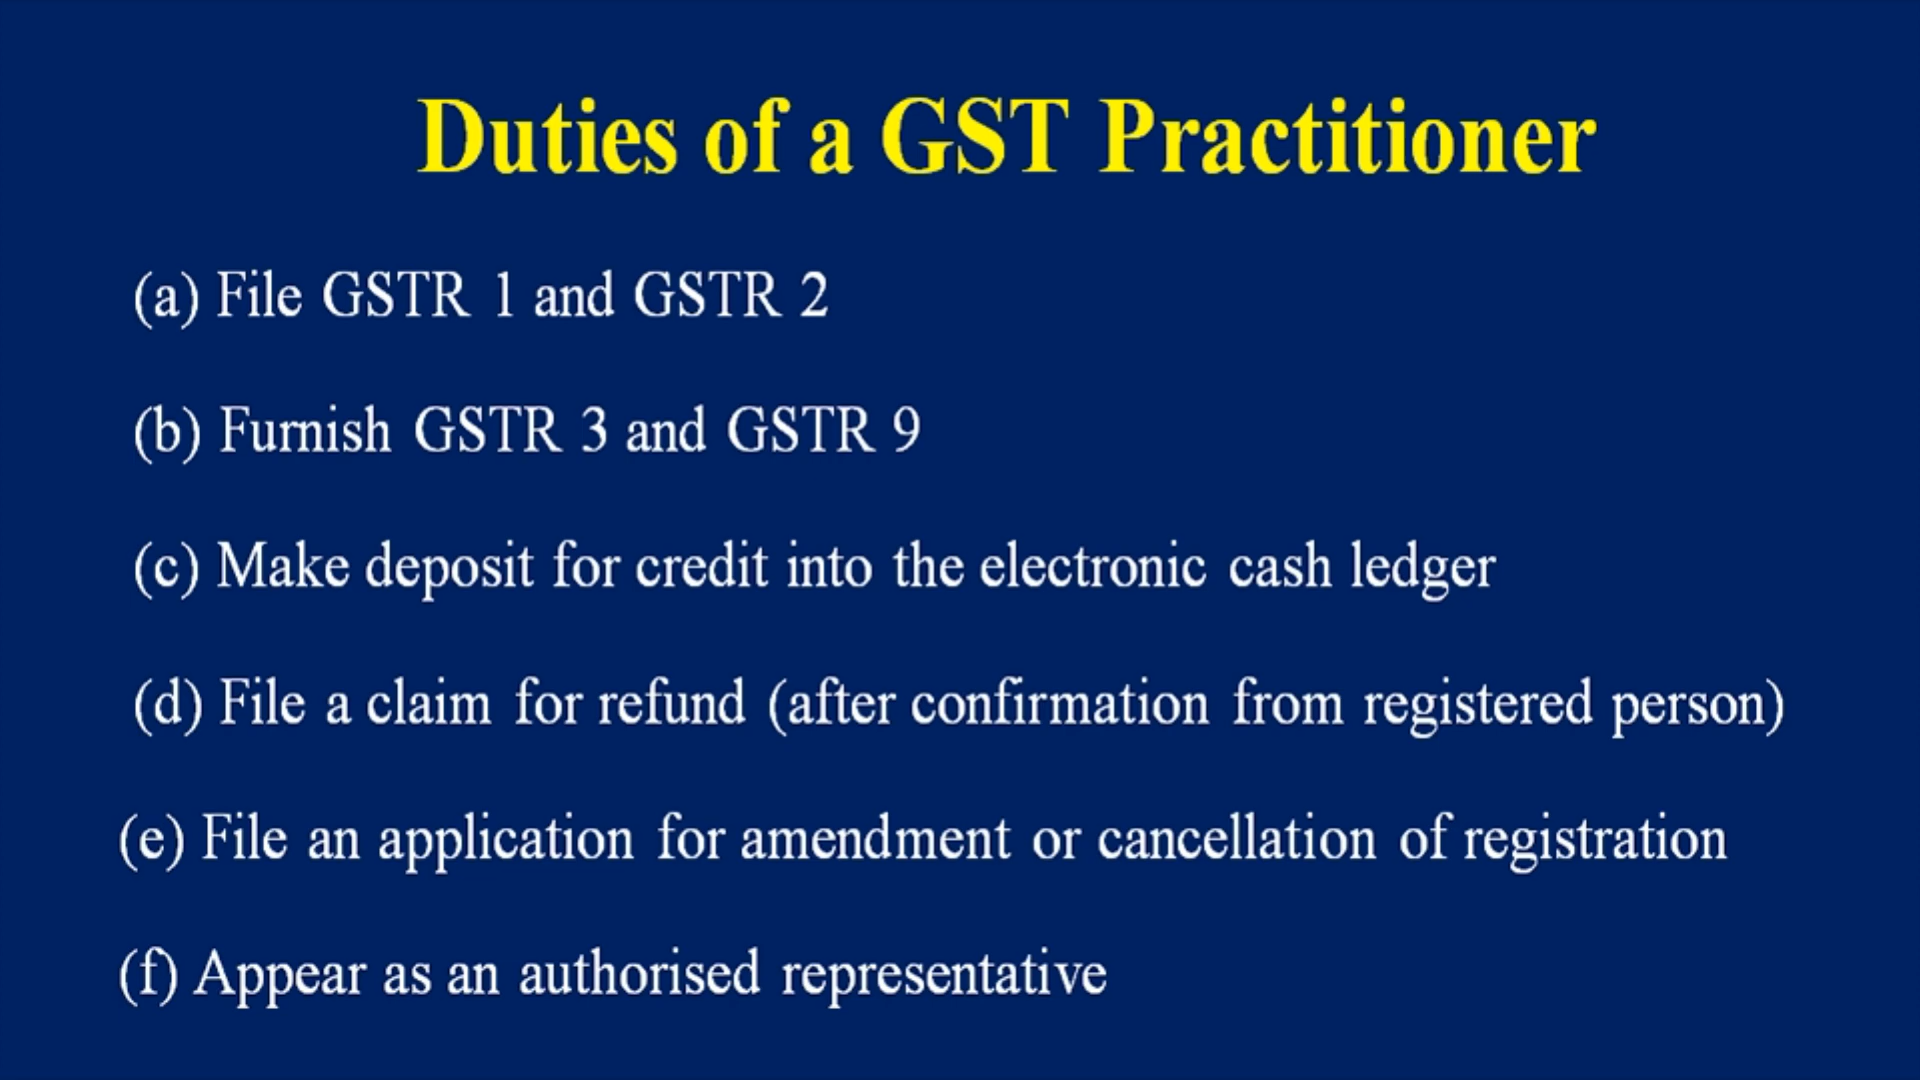 Duties of a GST Practitioner
(a) File GSTR 1 and GSTR 2
(b) Furnish GSTR 3 and GSTR 9
(c) Make deposit for credit into the electronic cash ledger
(d) File a claim for refund (after confirmation from registered person)
(e) File an application for amendment or cancellation of registration
(f) Appear as an authorised representative